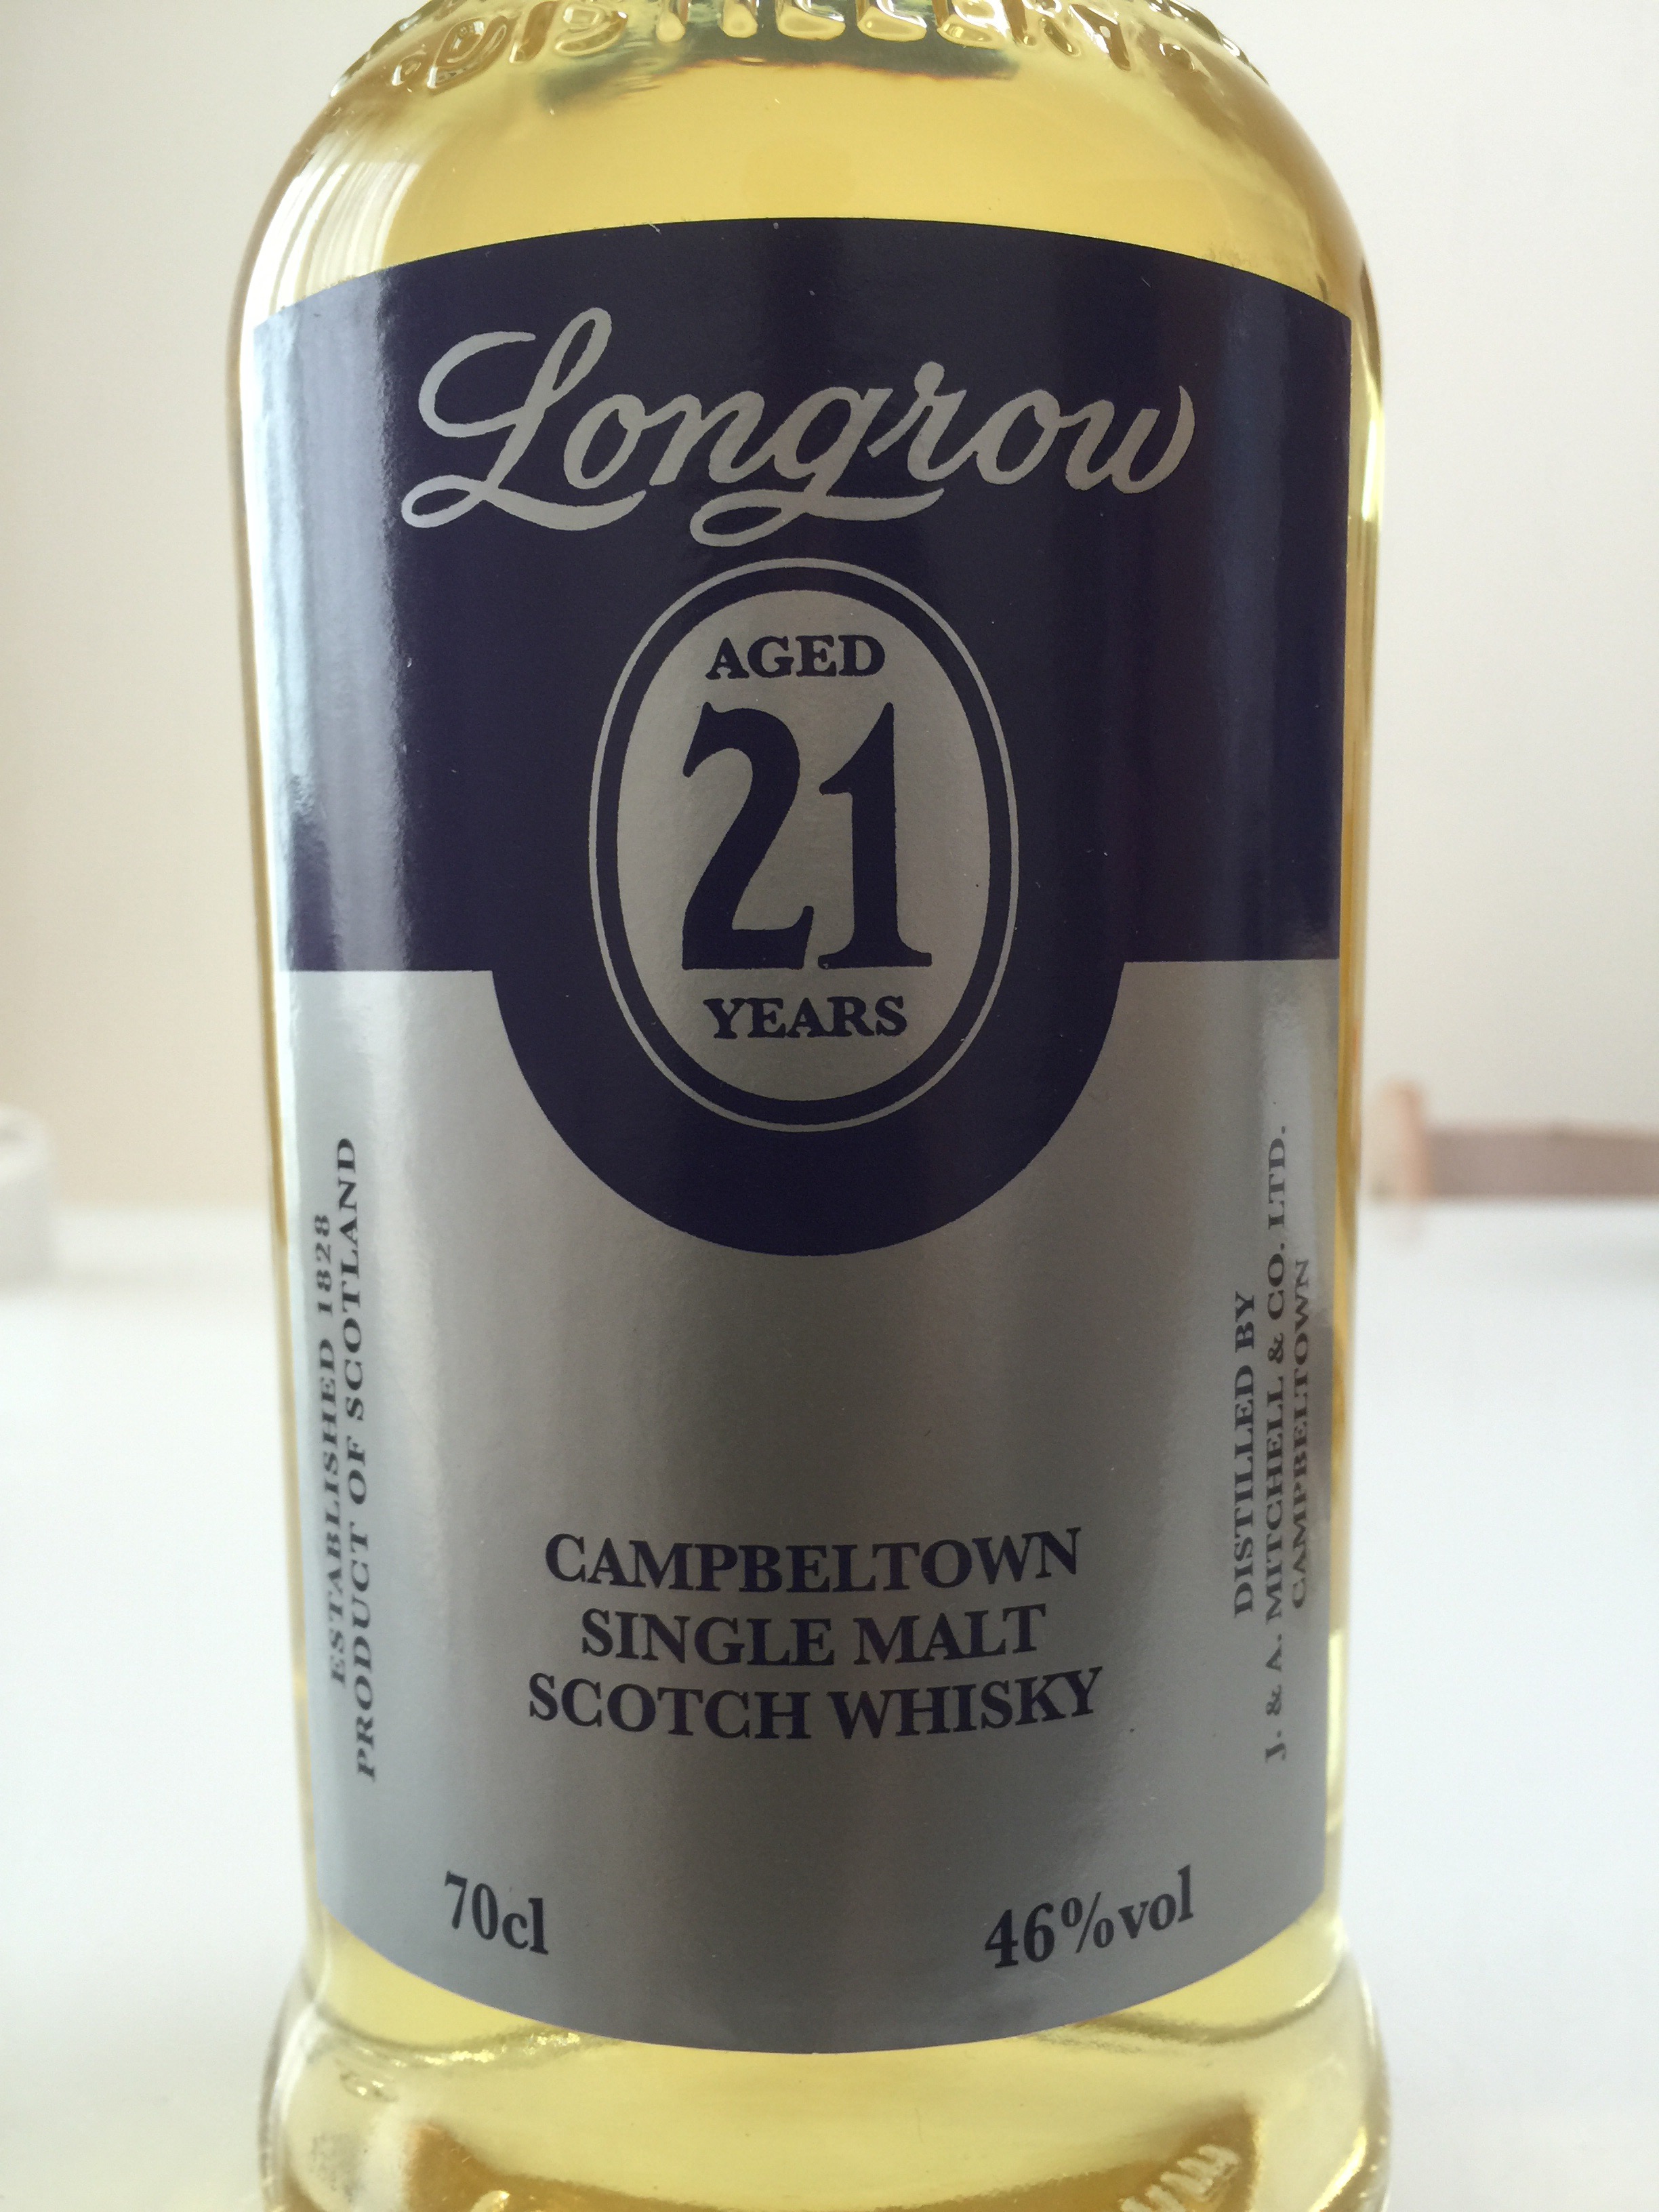 DISTILLERY
Longrow
AGED
21
YEARS
ESTABLISHED 1828
PRODUCT OF SCOTLAND
DISTILLED BY
J. & A. MITCHELL & CO. LTD.
CAMPBELTOWN
CAMPBELTOWN
SINGLE MALT
SCOTCH WHISKY
70cl
46%vol